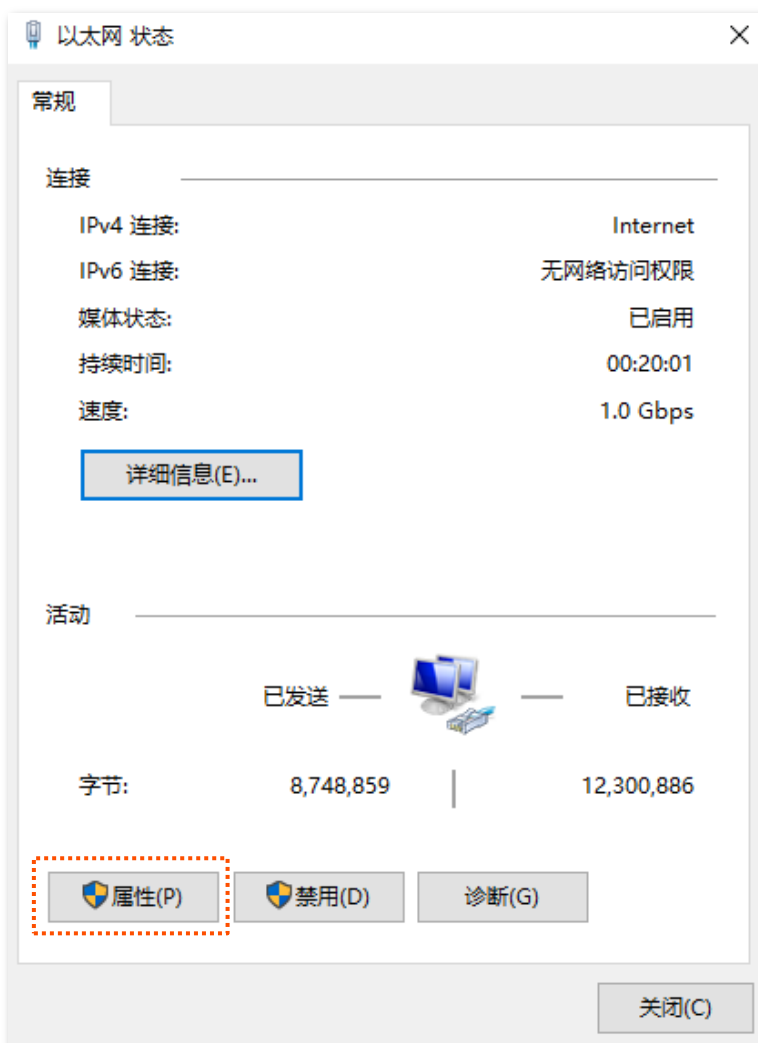 以太网 状态
常规
连接
IPv4 连接: Internet
IPv6 连接: 无网络访问权限
媒体状态: 已启用
持续时间: 00:20:01
速度: 1.0 Gbps
详细信息(E)...
活动
已发送 已接收
字节: 8,748,859 12,300,886
属性(P) 禁用(D) 诊断(G)
关闭(C)